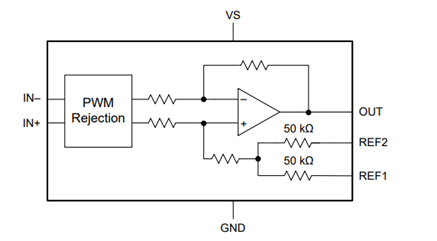 VS
IN–
IN+
PWM
Rejection
–
+
OUT
50 kΩ
REF2
50 kΩ
REF1
GND